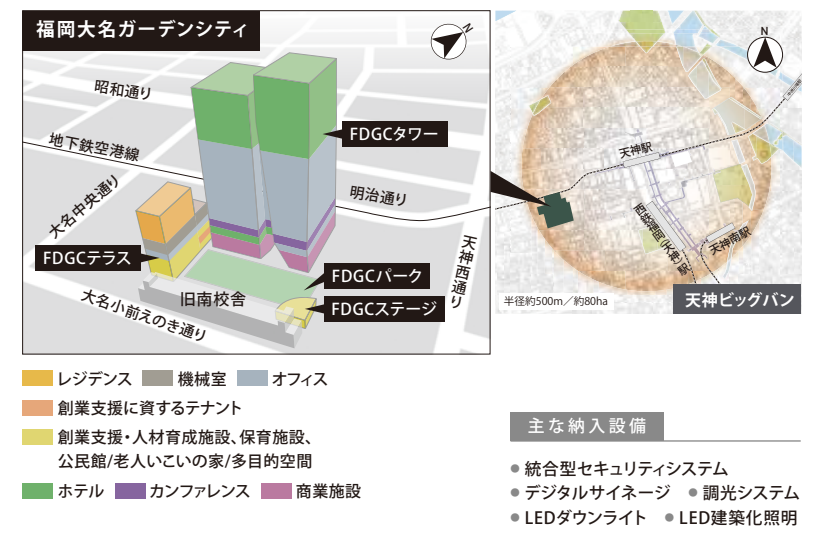 福岡大名ガーデンシティ
N
昭和通り
地下鉄空港線
大名中央通り
FDGCタワー
明治通り
天神西通り
FDGCテラス
FDGCパーク
FDGCステージ
旧南校舎
大名小前えのき通り
N
天神駅
西鉄福岡(天神)駅
天神南駅
半径約500m/約80ha
天神ビッグバン
レジデンス 機械室 オフィス
創業支援に資するテナント
創業支援・人材育成施設、保育施設、
公民館/老人いこいの家/多目的空間
ホテル カンファレンス 商業施設
主な納入設備
●統合型セキュリティシステム
●デジタルサイネージ ●調光システム
●LEDダウンライト ●LED建築化照明